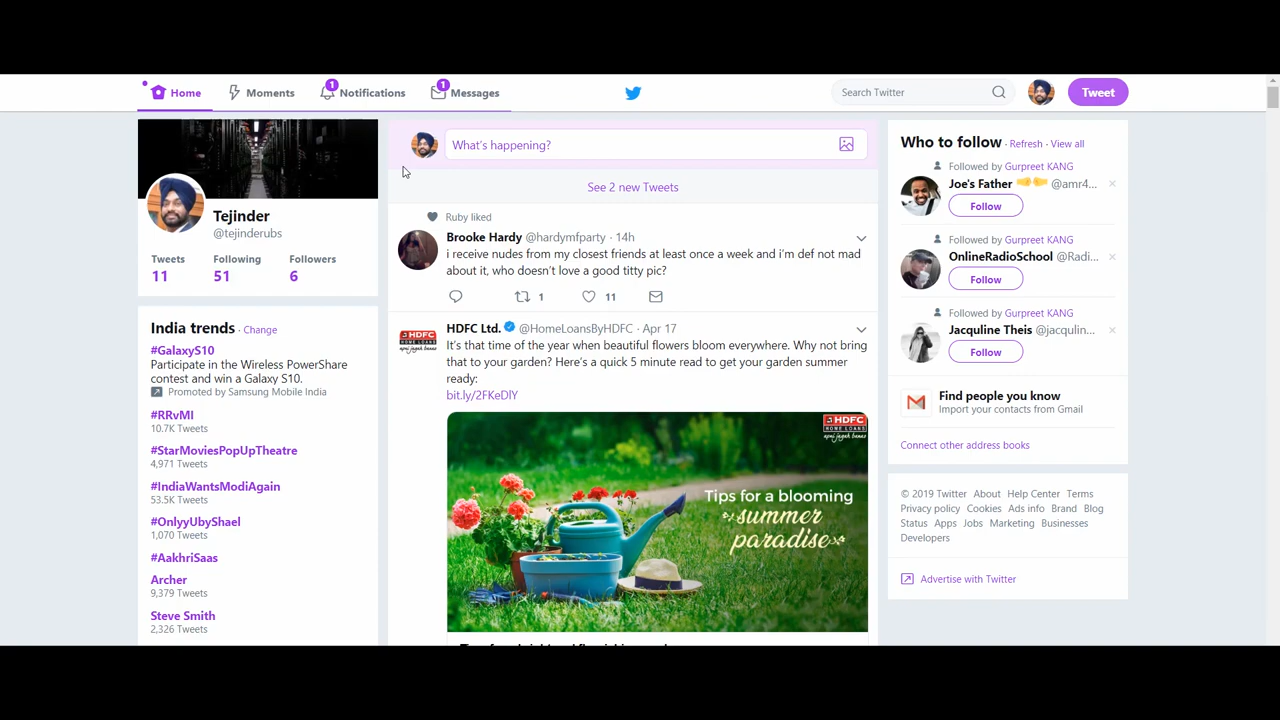 Home
Moments
1
Notifications
1
Messages
Search Twitter
Tweet
Tejinder
@tejinderubs
Tweets Following Followers
11 51 6
India trends · Change
#GalaxyS10
Participate in the Wireless PowerShare
contest and win a Galaxy S10.
Promoted by Samsung Mobile India
#RRvMI
10.7K Tweets
#StarMoviesPopUpTheatre
4,971 Tweets
#IndiaWantsModiAgain
53.5K Tweets
#OnlyyUbyShael
1,070 Tweets
#AakhriSaas
Archer
9,379 Tweets
Steve Smith
2,326 Tweets
What's happening?
See 2 new Tweets
Ruby liked
Brooke Hardy @hardymfparty · 14h
i receive nudes from my closest friends at least once a week and i'm def not mad
about it, who doesn't love a good titty pic?
1 11
HDFC Ltd. @HomeLoansByHDFC · Apr 17
It's that time of the year when beautiful flowers bloom everywhere. Why not bring
that to your garden? Here's a quick 5 minute read to get your garden summer
ready:
bit.ly/2FKeDlY
HDFC
HOME LOANS
Tips for a blooming
summer
paradise
Who to follow · Refresh · View all
Followed by Gurpreet KANG
Joe's Father @amr4...
Follow
Followed by Gurpreet KANG
OnlineRadioSchool @Radi...
Follow
Followed by Gurpreet KANG
Jacquline Theis @jacqulin...
Follow
Find people you know
Import your contacts from Gmail
Connect other address books
© 2019 Twitter About Help Center Terms
Privacy policy Cookies Ads info Brand Blog
Status Apps Jobs Marketing Businesses
Developers
Advertise with Twitter